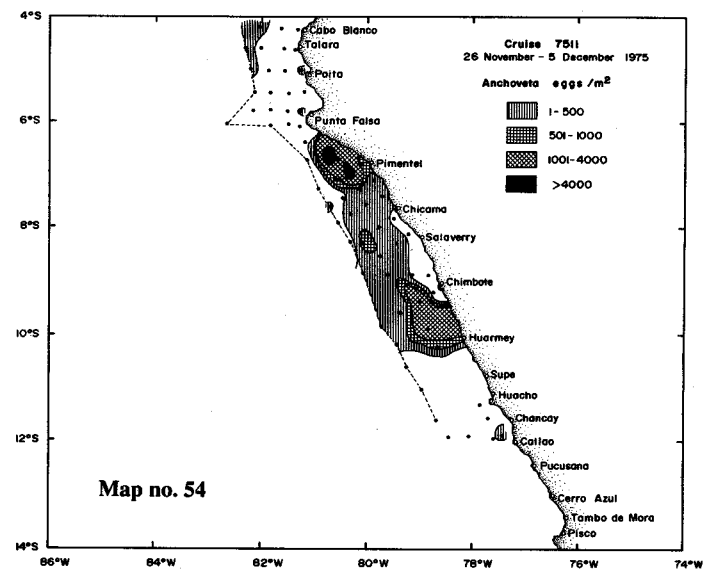 4°S
Cabo Blanco
Talara
Cruise 7511
26 November - 5 December 1975
Paita
Anchoveta eggs /m²
1 - 500
6°S
Punta Falsa
501 - 1000
1001 - 4000
Pimentel
>4000
Chicama
8°S
Salaverry
Chimbote
10°S
Huarmey
Supe
Huacho
Chancay
12°S
Callao
Pucusana
Map no. 54
Cerro Azul
Tambo de Mora
Pisco
14°S
86°W
84°W
82°W
80°W
78°W
76°W
74°W